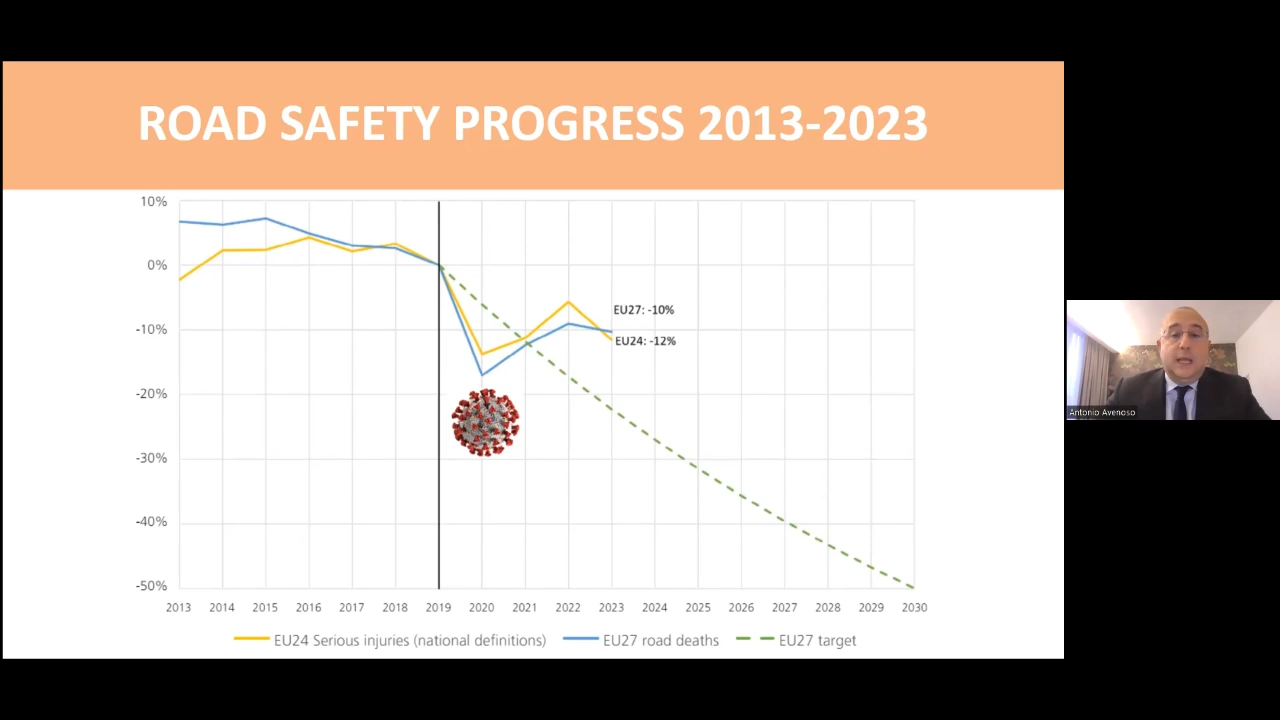 ROAD SAFETY PROGRESS 2013-2023
10%
0%
-10%
-20%
-30%
-40%
-50%
EU27: -10%
EU24: -12%
2013 2014 2015 2016 2017 2018 2019 2020 2021 2022 2023 2024 2025 2026 2027 2028 2029 2030
EU24 Serious injuries (national definitions) EU27 road deaths EU27 target
Antonio Avenoso